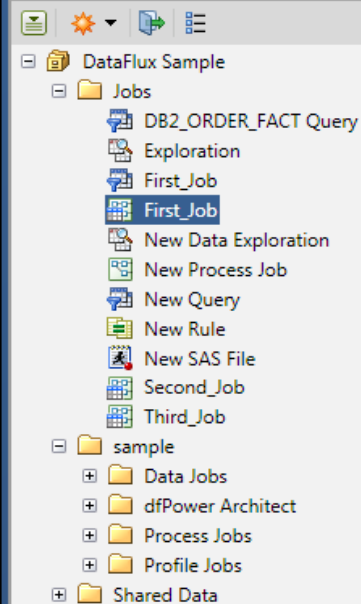 DataFlux Sample
Jobs
DB2_ORDER_FACT Query
Exploration
First_Job
First_Job
New Data Exploration
New Process Job
New Query
New Rule
New SAS File
Second_Job
Third_Job
sample
Data Jobs
dfPower Architect
Process Jobs
Profile Jobs
Shared Data